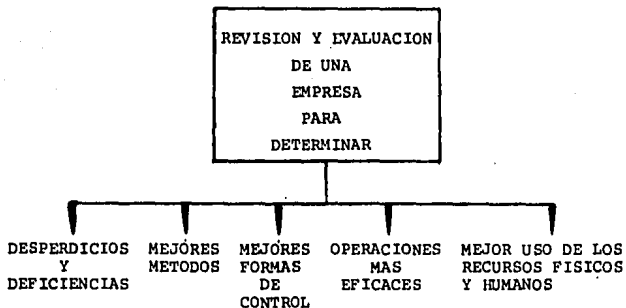 REVISION Y EVALUACION
DE UNA
EMPRESA
PARA
DETERMINAR
DESPERDICIOS
Y
DEFICIENCIAS
MEJORES
METODOS
MEJORES
FORMAS
DE
CONTROL
OPERACIONES
MAS
EFICACES
MEJOR USO DE LOS
RECURSOS FISICOS
Y HUMANOS